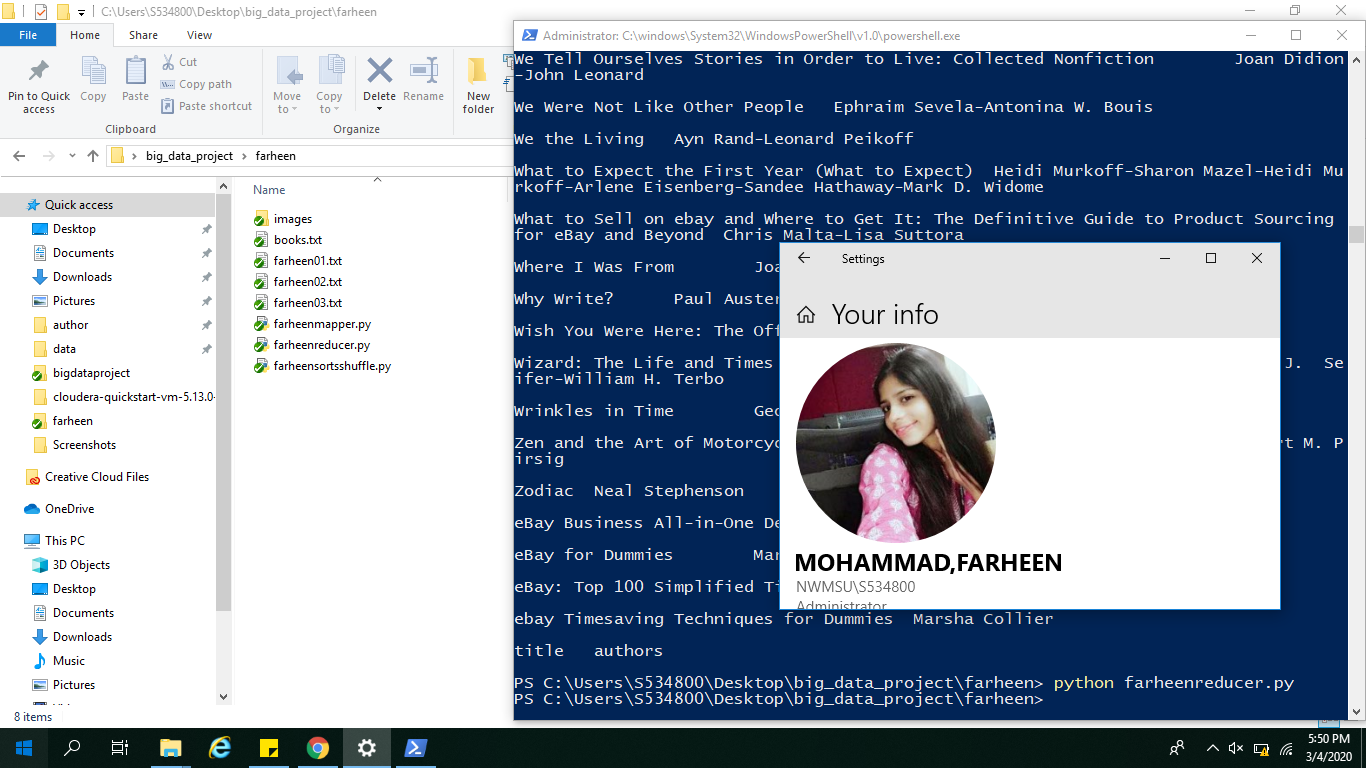 C:\Users\S534800\Desktop\big_data_project\farheen
File
Home
Share
View
Pin to Quick
access
Copy
Paste
Cut
Copy path
Paste shortcut
Move
to
Copy
to
Delete
Rename
New
folder
Clipboard
Organize
big_data_project
farheen
Name
Quick access
Desktop
Documents
Downloads
Pictures
author
data
bigdataproject
cloudera-quickstart-vm-5.13.0-
farheen
Screenshots
Creative Cloud Files
OneDrive
This PC
3D Objects
Desktop
Documents
Downloads
Music
Pictures
images
books.txt
farheen01.txt
farheen02.txt
farheen03.txt
farheenmapper.py
farheenreducer.py
farheensortsshuffle.py
8 items
Administrator: C:\windows\System32\WindowsPowerShell\v1.0\powershell.exe
We Tell Ourselves Stories in Order to Live: Collected Nonfiction Joan Didion
-John Leonard
We Were Not Like Other People Ephraim Sevela-Antonina W. Bouis
We the Living Ayn Rand-Leonard Peikoff
What to Expect the First Year (What to Expect) Heidi Murkoff-Sharon Mazel-Heidi Mu
rkoff-Arlene Eisenberg-Sandee Hathaway-Mark D. Widome
What to Sell on ebay and Where to Get It: The Definitive Guide to Product Sourcing
for eBay and Beyond Chris Malta-Lisa Suttora
Where I Was From Joa
Why Write? Paul Auster
Wish You Were Here: The Off
Wizard: The Life and Times J. Se
ifer-William H. Terbo
Wrinkles in Time Geo
Zen and the Art of Motorcyc rt M. P
irsig
Zodiac Neal Stephenson
eBay Business All-in-One De
eBay for Dummies Mar
eBay: Top 100 Simplified Ti
ebay Timesaving Techniques for Dummies Marsha Collier
title authors
PS C:\Users\S534800\Desktop\big_data_project\farheen> python farheenreducer.py
PS C:\Users\S534800\Desktop\big_data_project\farheen>
Settings
Your info
MOHAMMAD,FARHEEN
NWMSU\S534800
Administrator
5:50 PM
3/4/2020